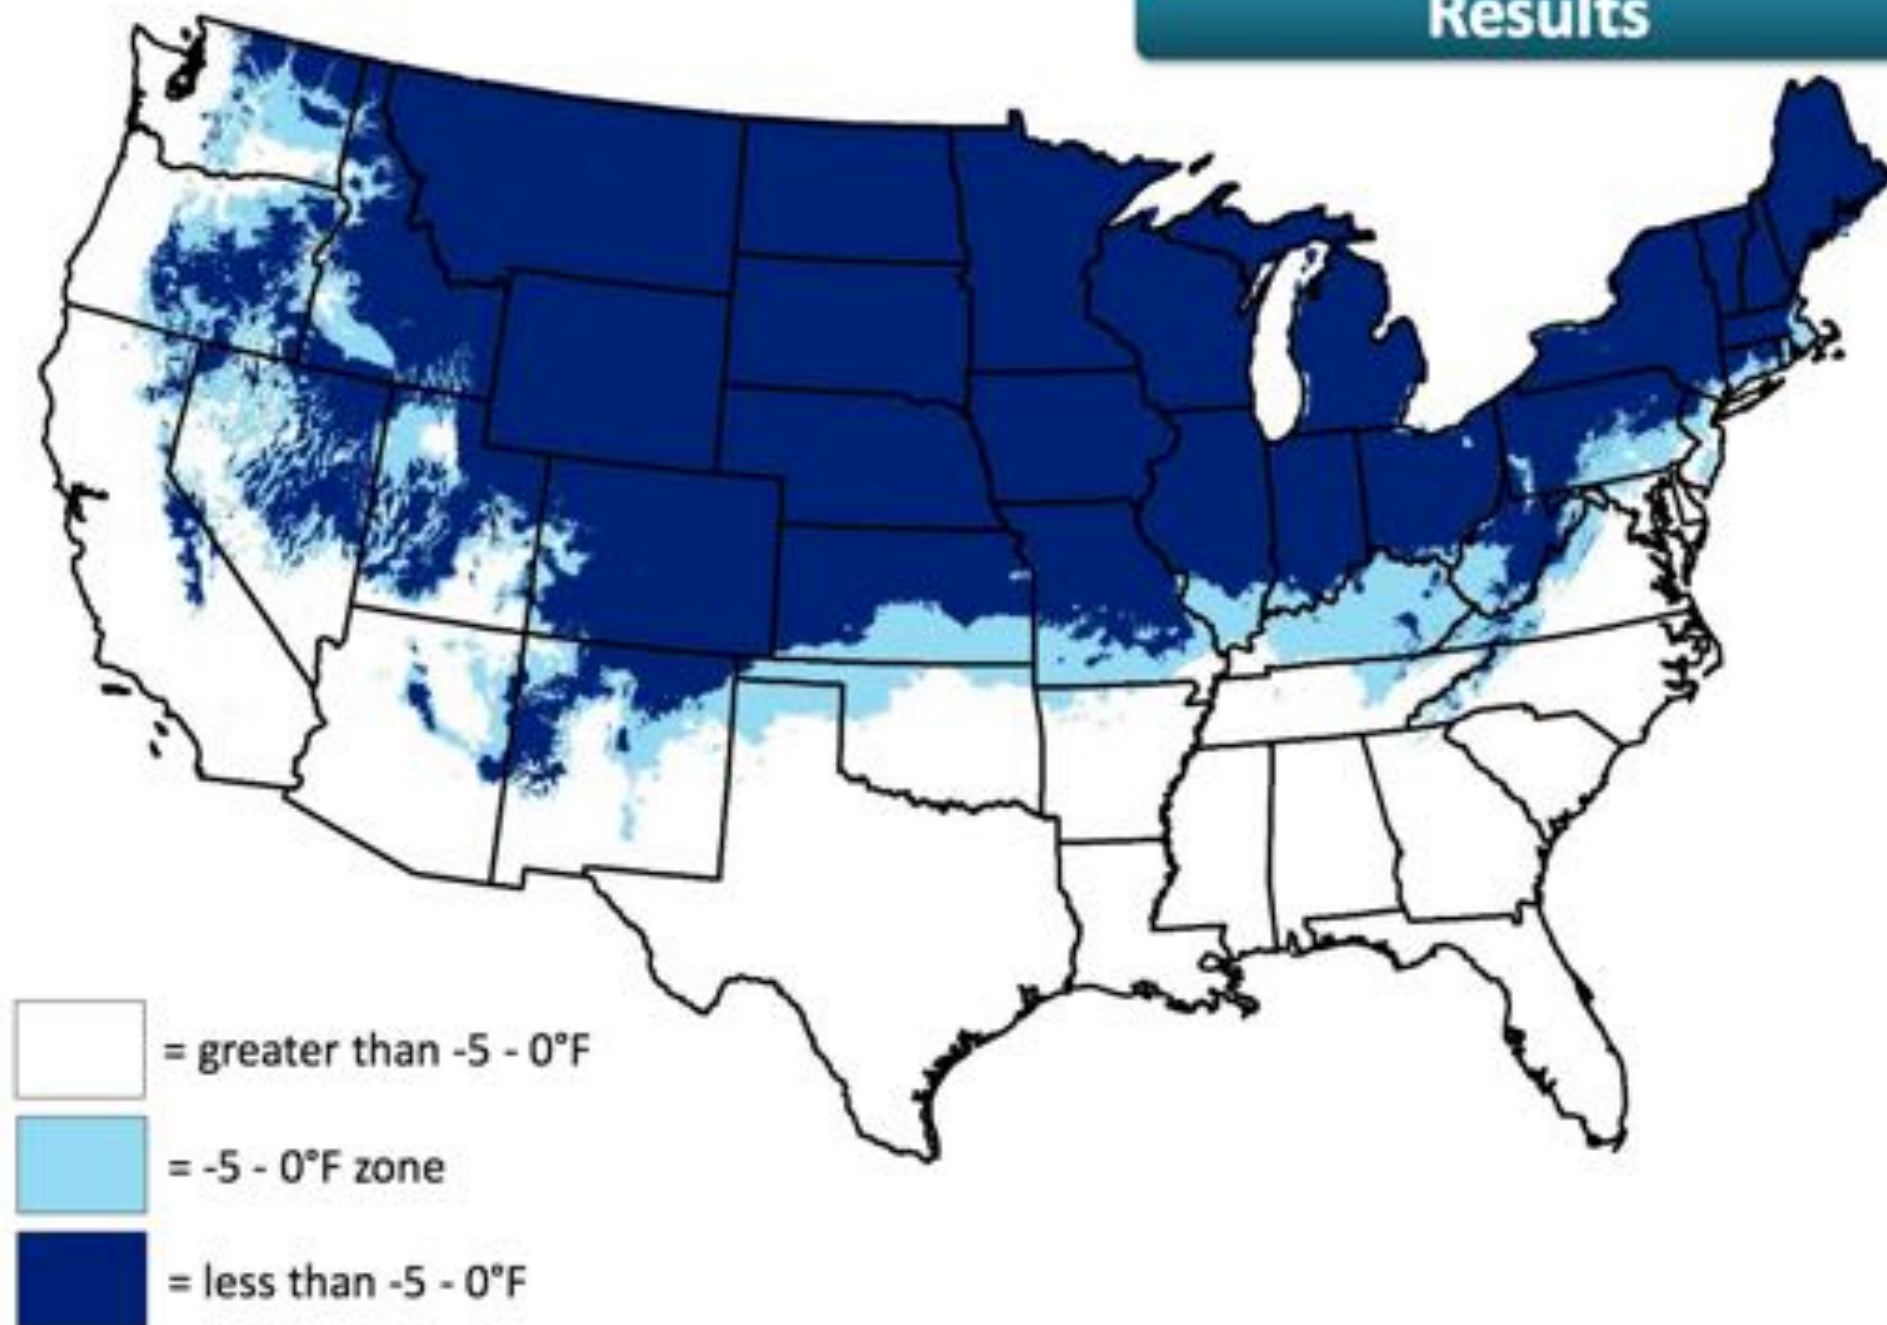 Results
= greater than -5 - 0°F
= -5 - 0°F zone
= less than -5 - 0°F